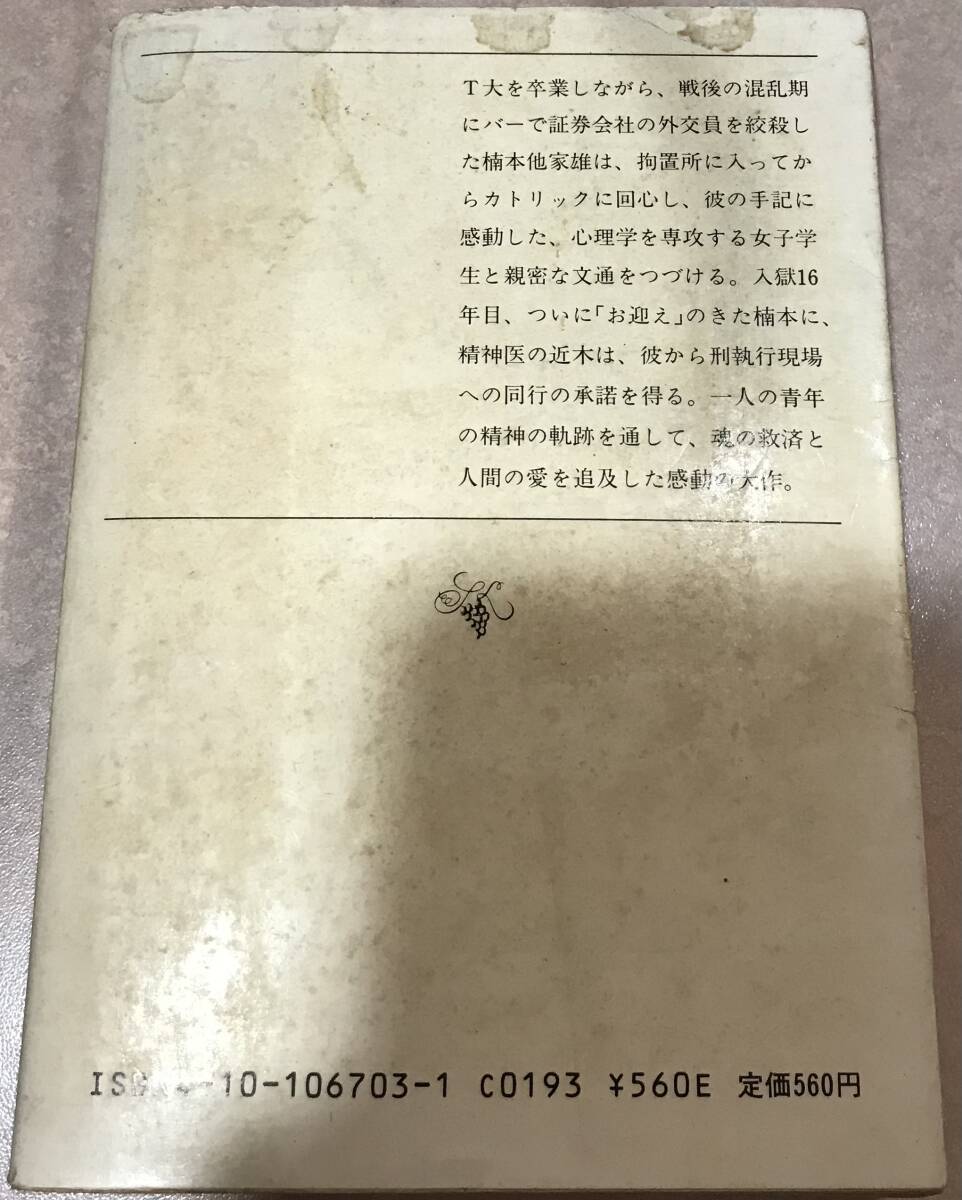 T大を卒業しながら、戦後の混乱期
にバーで証券会社の外交員を絞殺し
た楠本他家雄は、拘置所に入ってか
らカトリックに回心し、彼の手記に
感動した、心理学を専攻する女子学
生と親密な文通をつづける。入獄16
年目、ついに「お迎え」のきた楠本に、
精神医の近木は、彼から刑執行現場
への同行の承諾を得る。一人の青年
の精神の軌跡を通して、魂の救済と
人間の愛を追及した感動の大作。
SK
ISBN4-10-106703-1 C0193 ¥560E 定価560円